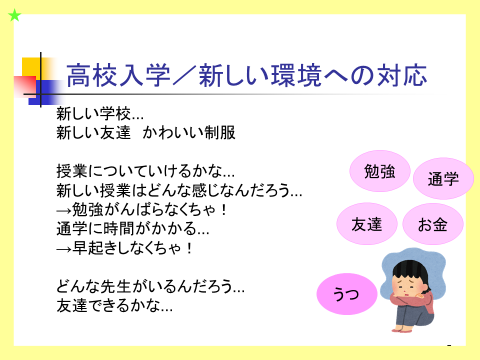 高校入学／新しい環境への対応
新しい学校...
新しい友達　かわいい制服
授業についていけるかな...
新しい授業はどんな感じなんだろう...
→勉強がんばらなくちゃ！
通学に時間がかかる...
→早起きしなくちゃ！
どんな先生がいるんだろう...
友達できるかな...
勉強
通学
友達
お金
うつ